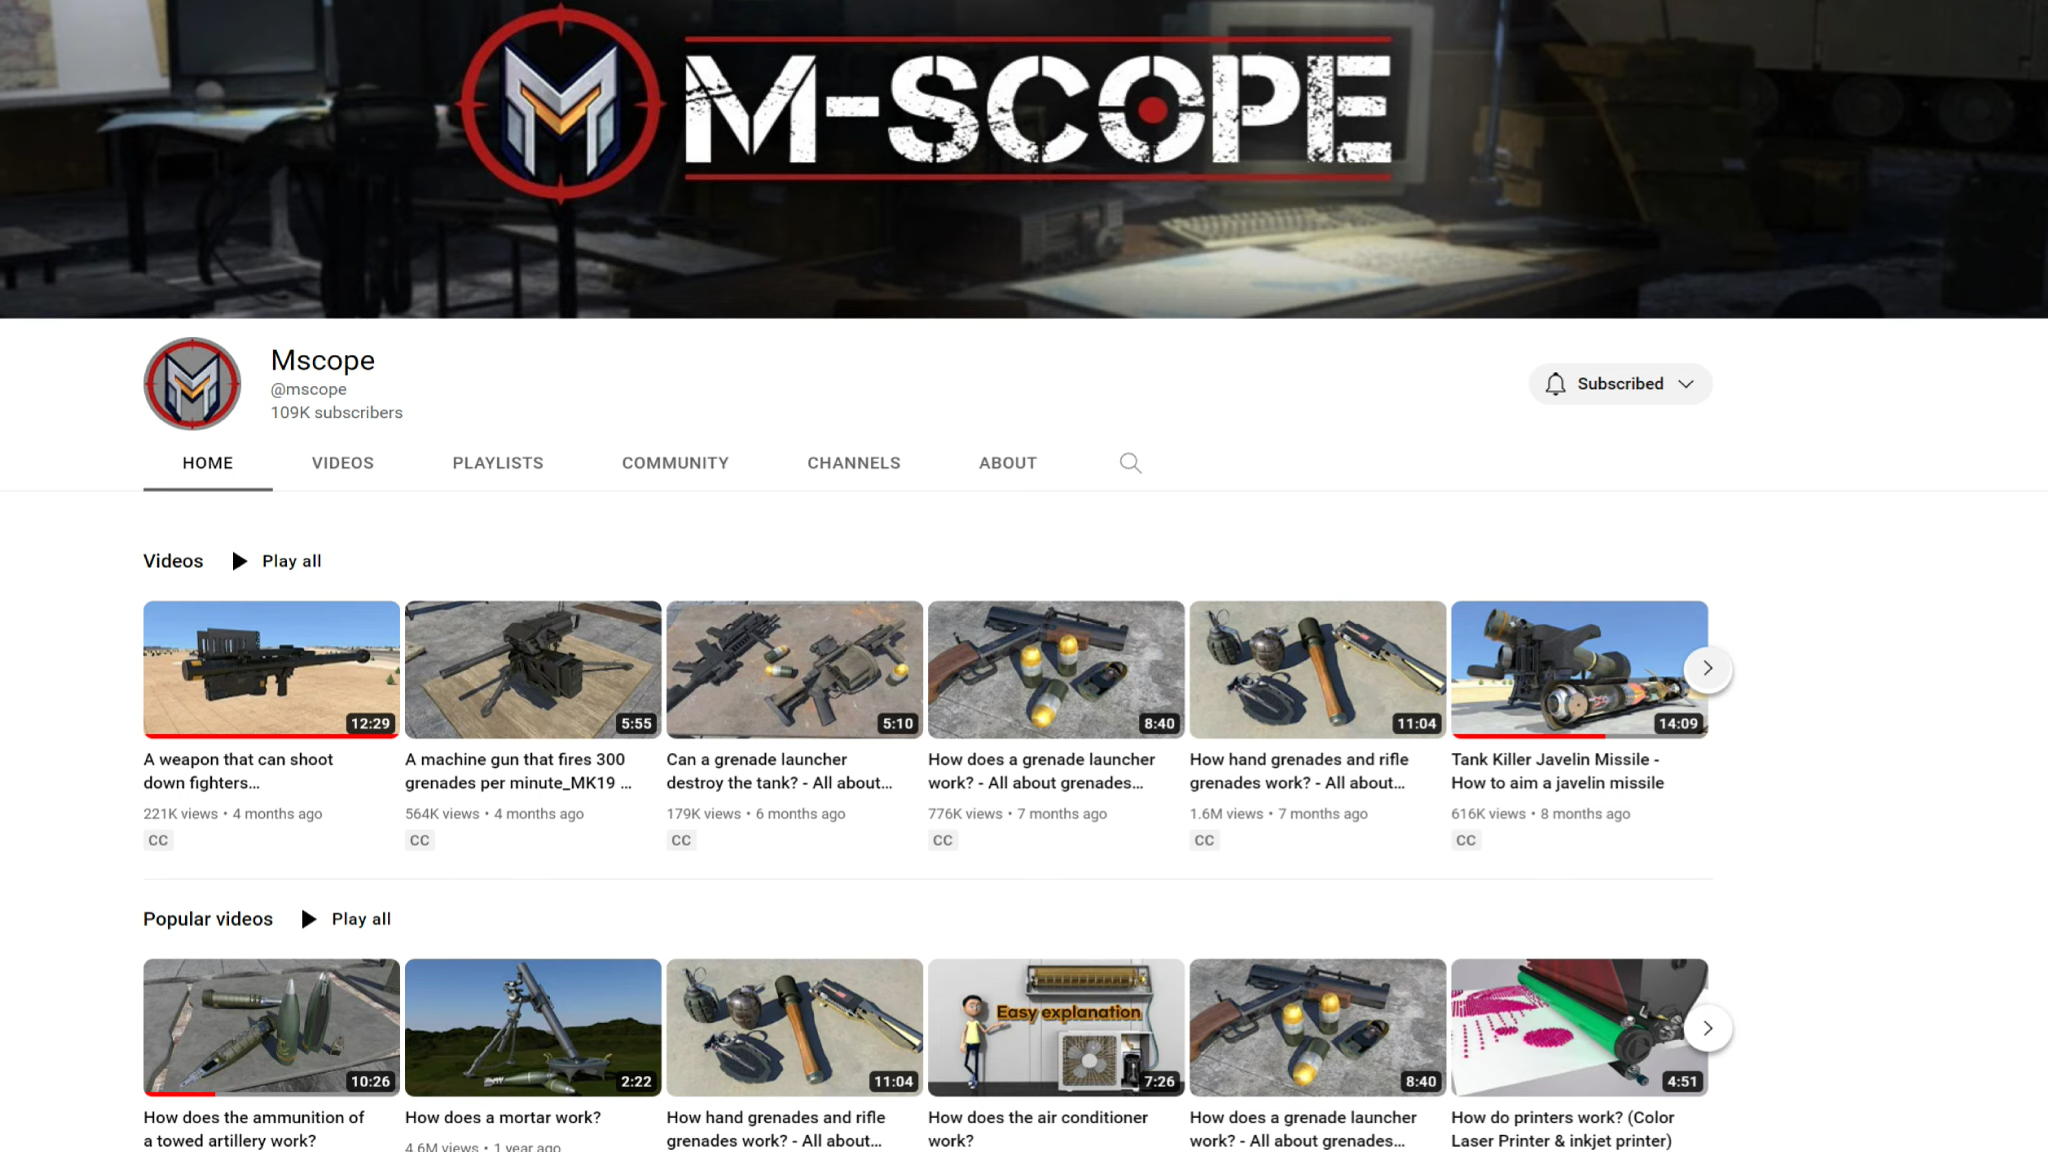 M-SCOPE
Mscope
@mscope
109K subscribers
Subscribed
HOME
VIDEOS
PLAYLISTS
COMMUNITY
CHANNELS
ABOUT
Videos
Play all
12:29
5:55
5:10
8:40
11:04
14:09
A weapon that can shoot
down fighters...
221K views • 4 months ago
CC
A machine gun that fires 300
grenades per minute_MK19 ...
564K views • 4 months ago
CC
Can a grenade launcher
destroy the tank? - All about...
179K views • 6 months ago
CC
How does a grenade launcher
work? - All about grenades...
776K views • 7 months ago
CC
How hand grenades and rifle
grenades work? - All about...
1.6M views • 7 months ago
CC
Tank Killer Javelin Missile -
How to aim a javelin missile
616K views • 8 months ago
CC
Popular videos
Play all
10:26
2:22
11:04
Easy explanation
7:26
8:40
4:51
How does the ammunition of
a towed artillery work?
How does a mortar work?
4.6M views • 1 year ago
How hand grenades and rifle
grenades work? - All about...
How does the air conditioner
work?
How does a grenade launcher
work? - All about grenades...
How do printers work? (Color
Laser Printer & inkjet printer)